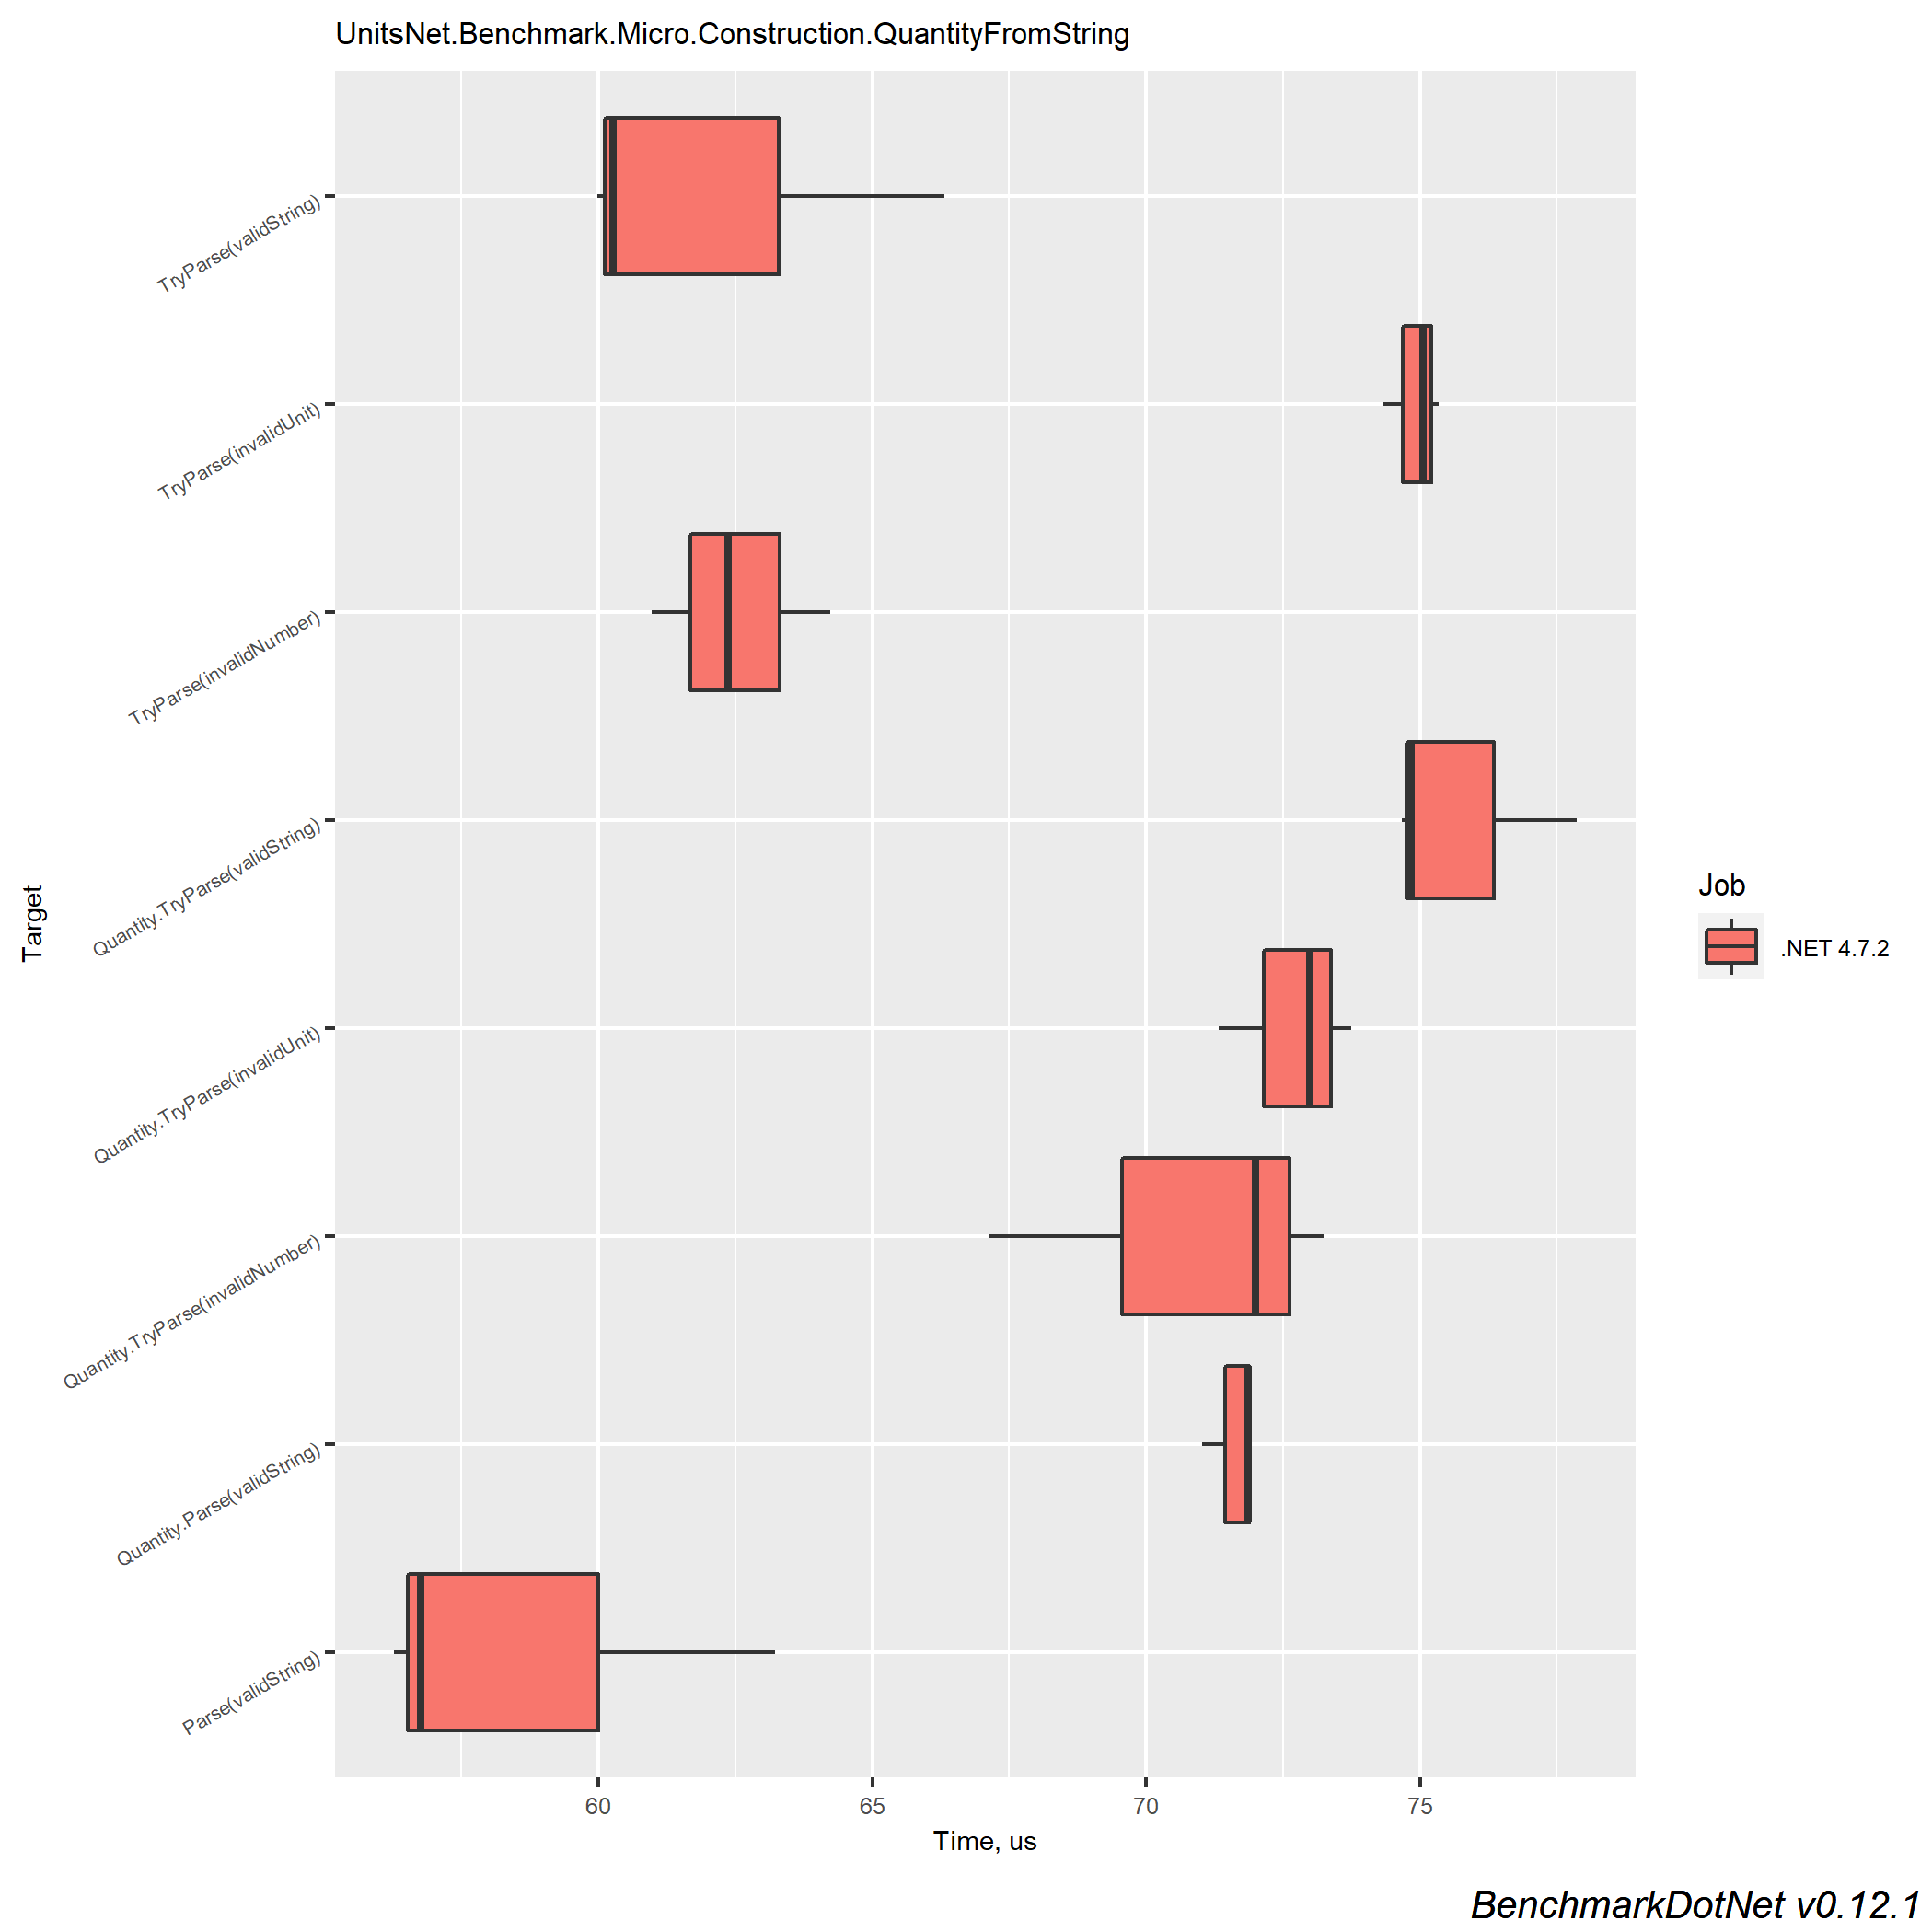 UnitsNet.Benchmark.Micro.Construction.QuantityFromString
TryParse(validString)
TryParse(invalidUnit)
TryParse(invalidNumber)
Quantity.TryParse(validString)
Quantity.TryParse(invalidUnit)
Quantity.TryParse(invalidNumber)
Quantity.Parse(validString)
Parse(validString)
Target
60 65 70 75
Time, us
Job
.NET 4.7.2
BenchmarkDotNet v0.12.1